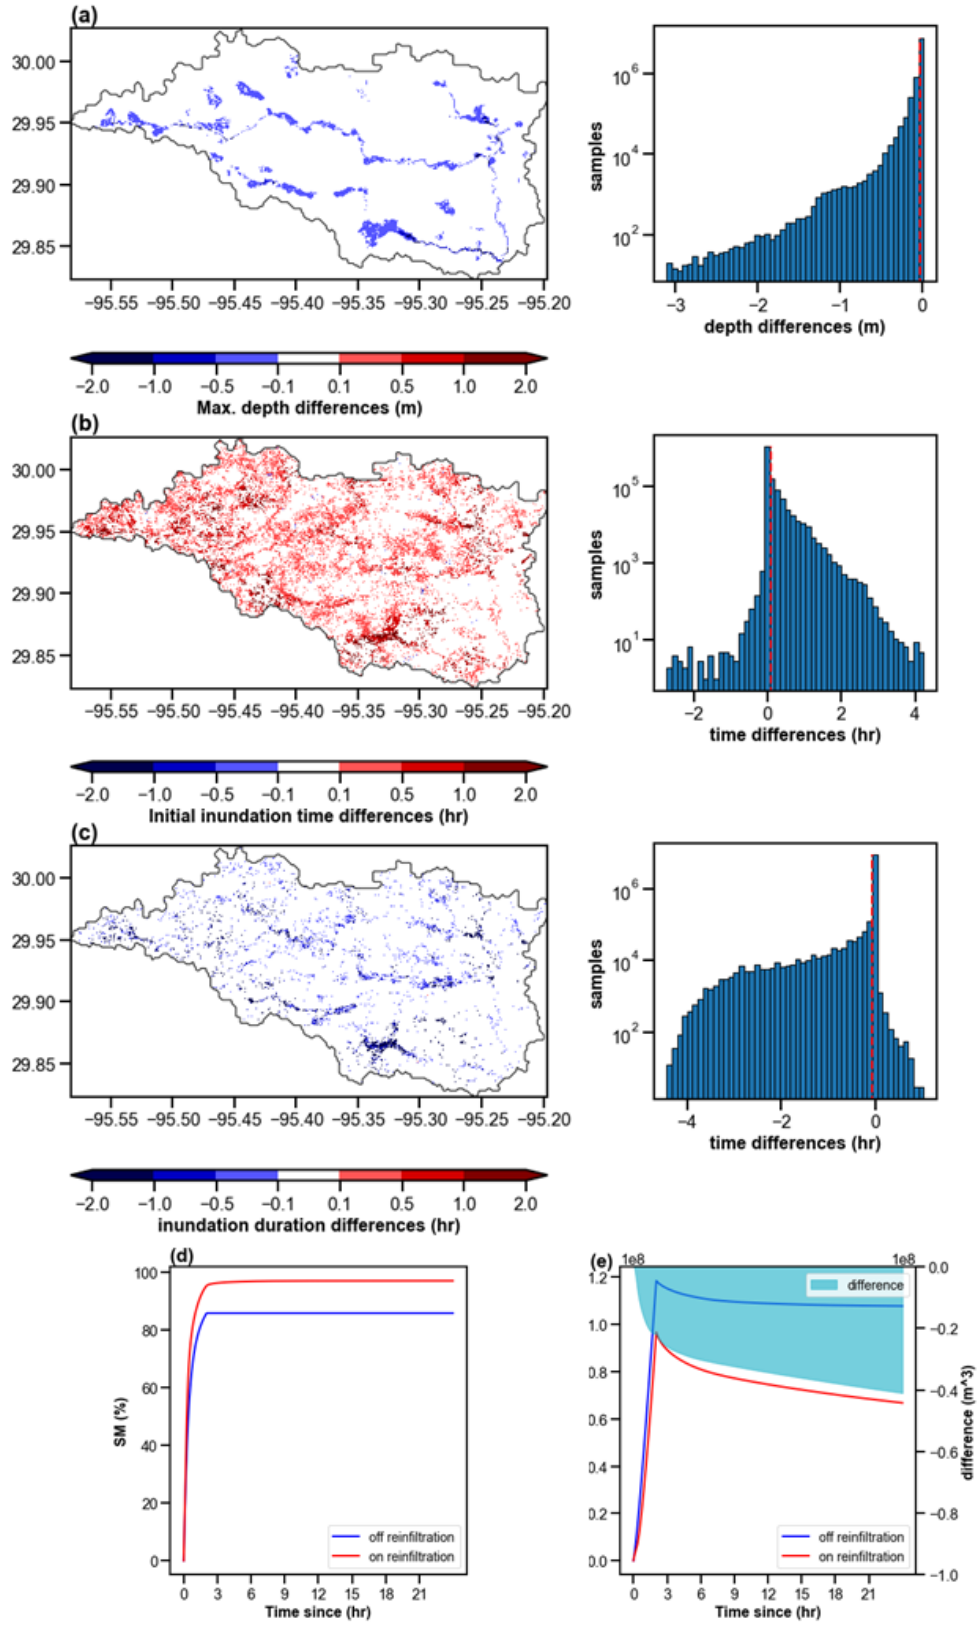 (a)
30.00
29.95
29.90
29.85
−95.55 −95.50 −95.45 −95.40 −95.35 −95.30 −95.25 −95.20
−2.0 −1.0 −0.5 −0.1 0.1 0.5 1.0 2.0
Max. depth differences (m)
samples
10^6
10^4
10^2
−3 −2 −1 0
depth differences (m)
(b)
30.00
29.95
29.90
29.85
−95.55 −95.50 −95.45 −95.40 −95.35 −95.30 −95.25 −95.20
−2.0 −1.0 −0.5 −0.1 0.1 0.5 1.0 2.0
Initial inundation time differences (hr)
samples
10^5
10^3
10^1
−2 0 2 4
time differences (hr)
(c)
30.00
29.95
29.90
29.85
−95.55 −95.50 −95.45 −95.40 −95.35 −95.30 −95.25 −95.20
−2.0 −1.0 −0.5 −0.1 0.1 0.5 1.0 2.0
inundation duration differences (hr)
samples
10^6
10^4
10^2
−4 −2 0
time differences (hr)
(d)
SM (%)
100
80
60
40
20
0
off reinfiltration
on reinfiltration
0 3 6 9 12 15 18 21
Time since (hr)
(e)
1e8
1e8
1.2
1.0
0.8
0.6
0.4
0.2
0.0
difference
0.0
−0.2
−0.4
−0.6
−0.8
−1.0
difference (m^3)
off reinfiltration
on reinfiltration
0 3 6 9 12 15 18 21
Time since (hr)